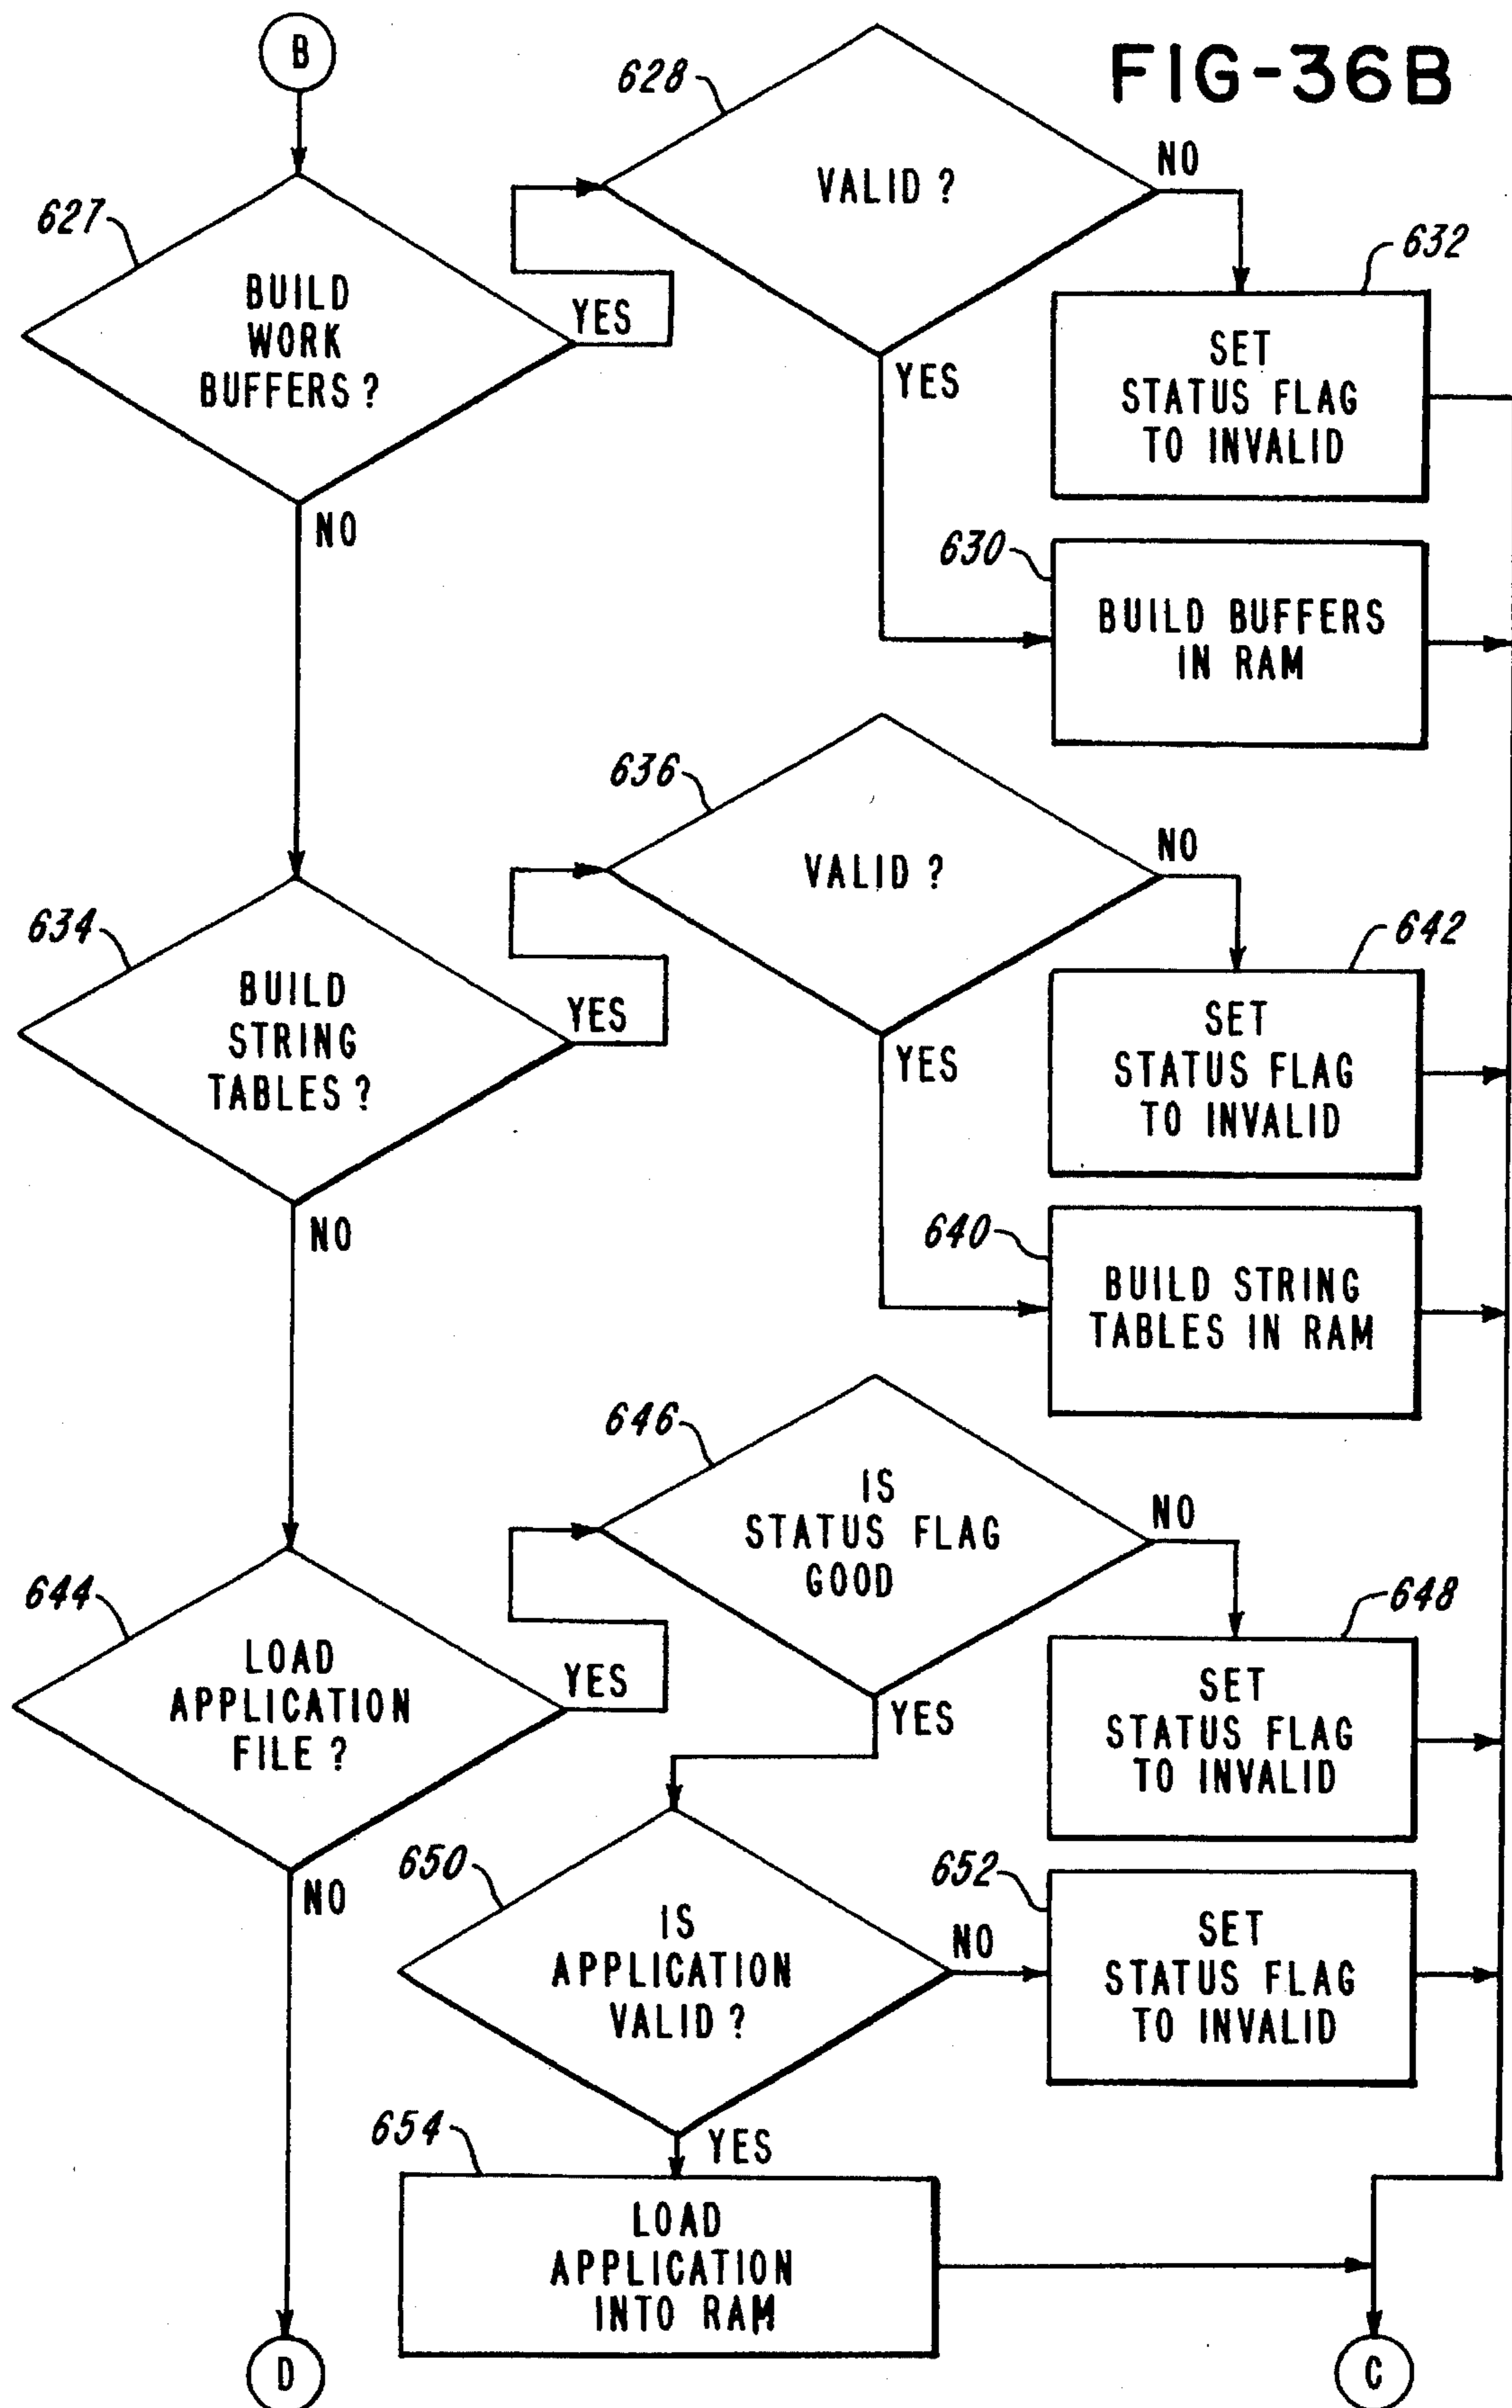 FIG-36B
B
627
BUILD
WORK
BUFFERS ?
YES
NO
628
VALID ?
NO
YES
632
SET
STATUS FLAG
TO INVALID
630
BUILD BUFFERS
IN RAM
634
BUILD
STRING
TABLES ?
YES
NO
636
VALID ?
NO
YES
642
SET
STATUS FLAG
TO INVALID
640
BUILD STRING
TABLES IN RAM
644
LOAD
APPLICATION
FILE ?
YES
NO
646
IS
STATUS FLAG
GOOD
NO
YES
648
SET
STATUS FLAG
TO INVALID
650
IS
APPLICATION
VALID ?
NO
YES
652
SET
STATUS FLAG
TO INVALID
654
LOAD
APPLICATION
INTO RAM
D
C